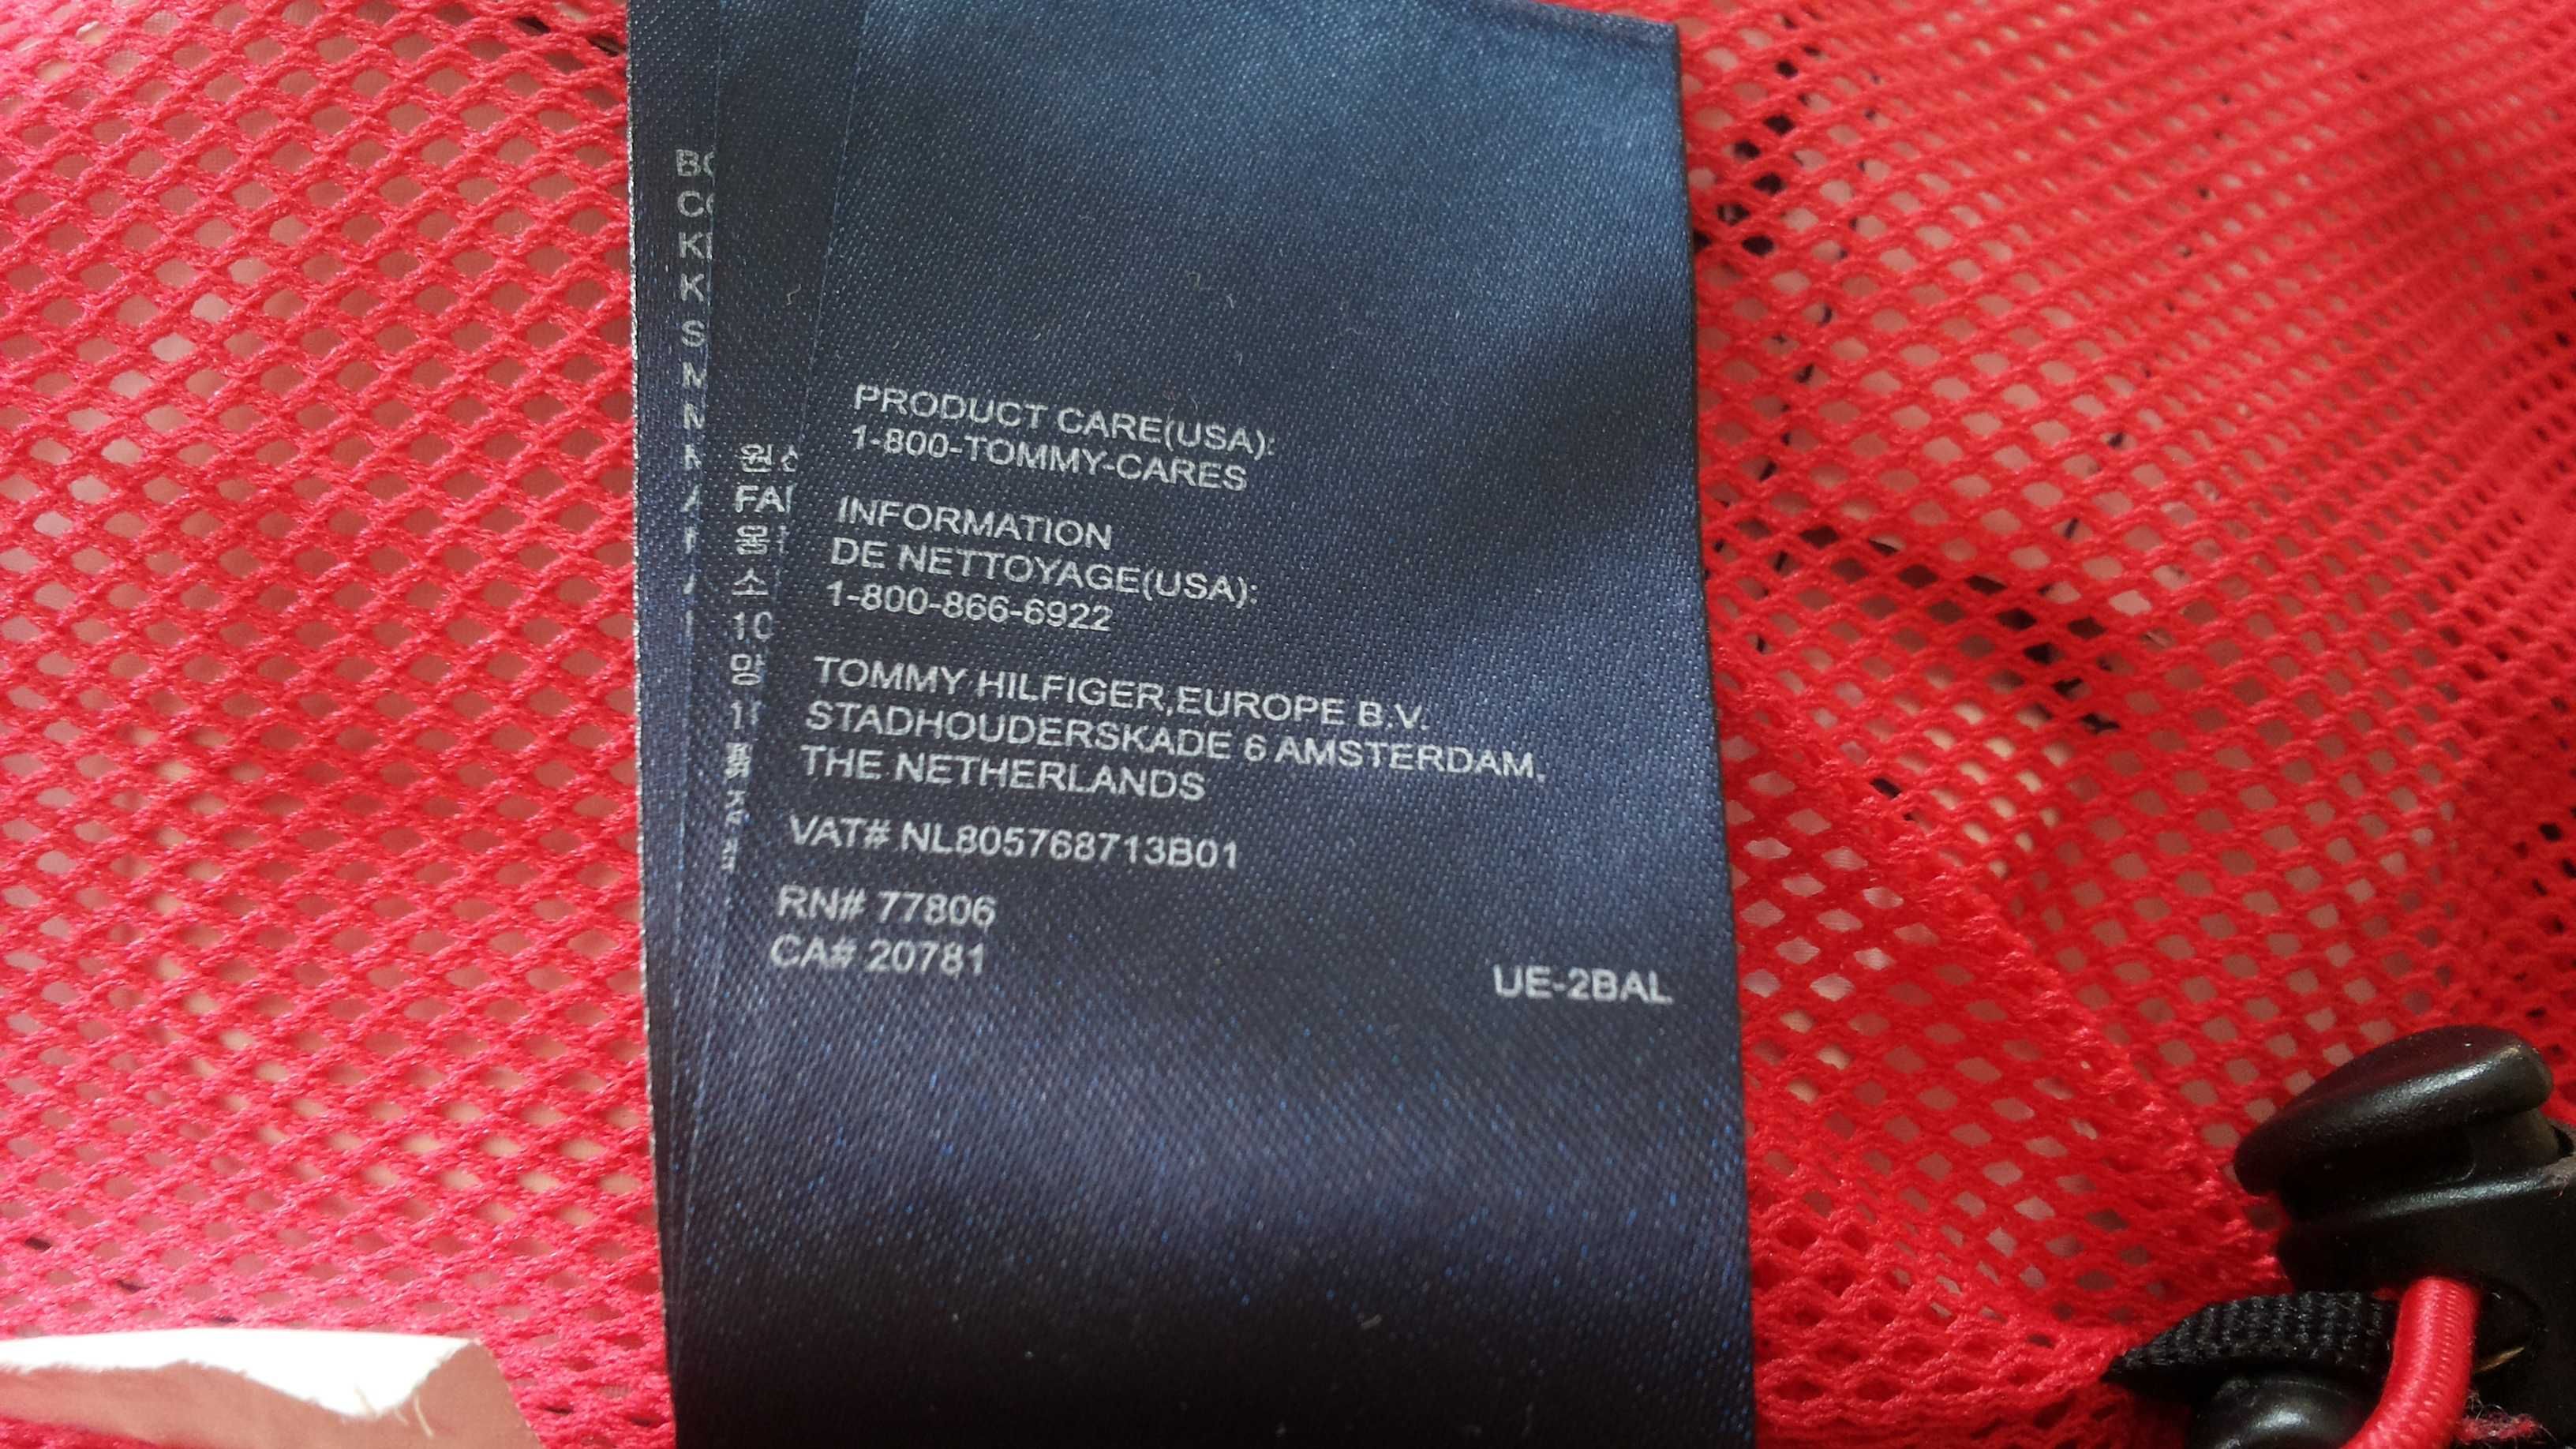 PRODUCT CARE(USA):
1-800-TOMMY-CARES
INFORMATION
DE NETTOYAGE(USA):
1-800-866-6922
TOMMY HILFIGER,EUROPE B.V.
STADHOUDERSKADE 6 AMSTERDAM,
THE NETHERLANDS
VAT# NL805768713B01
RN# 77806
CA# 20781
UE-2BAL